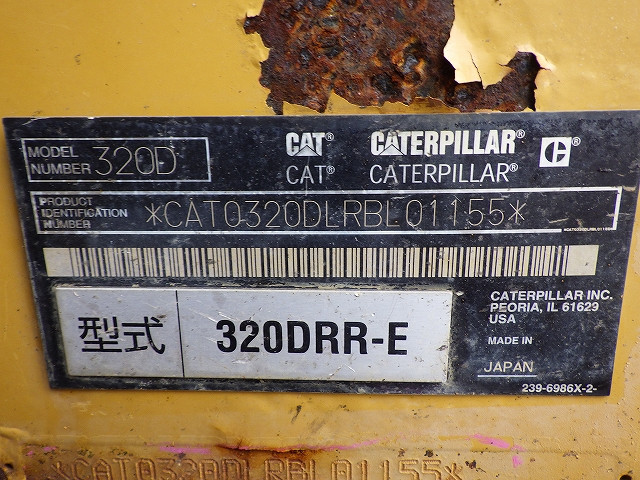 MODEL NUMBER 320D
CAT® CATERPILLAR® C
CAT® CATERPILLAR®
PRODUCT IDENTIFICATION NUMBER *CAT0320DLRBL01155*
*CAT0320DLRBL01155*
型式 320DRR-E
CATERPILLAR INC.
PEORIA, IL 61629
USA
MADE IN
JAPAN
239-6986X-2-
*CAT0320DLRBL01155*